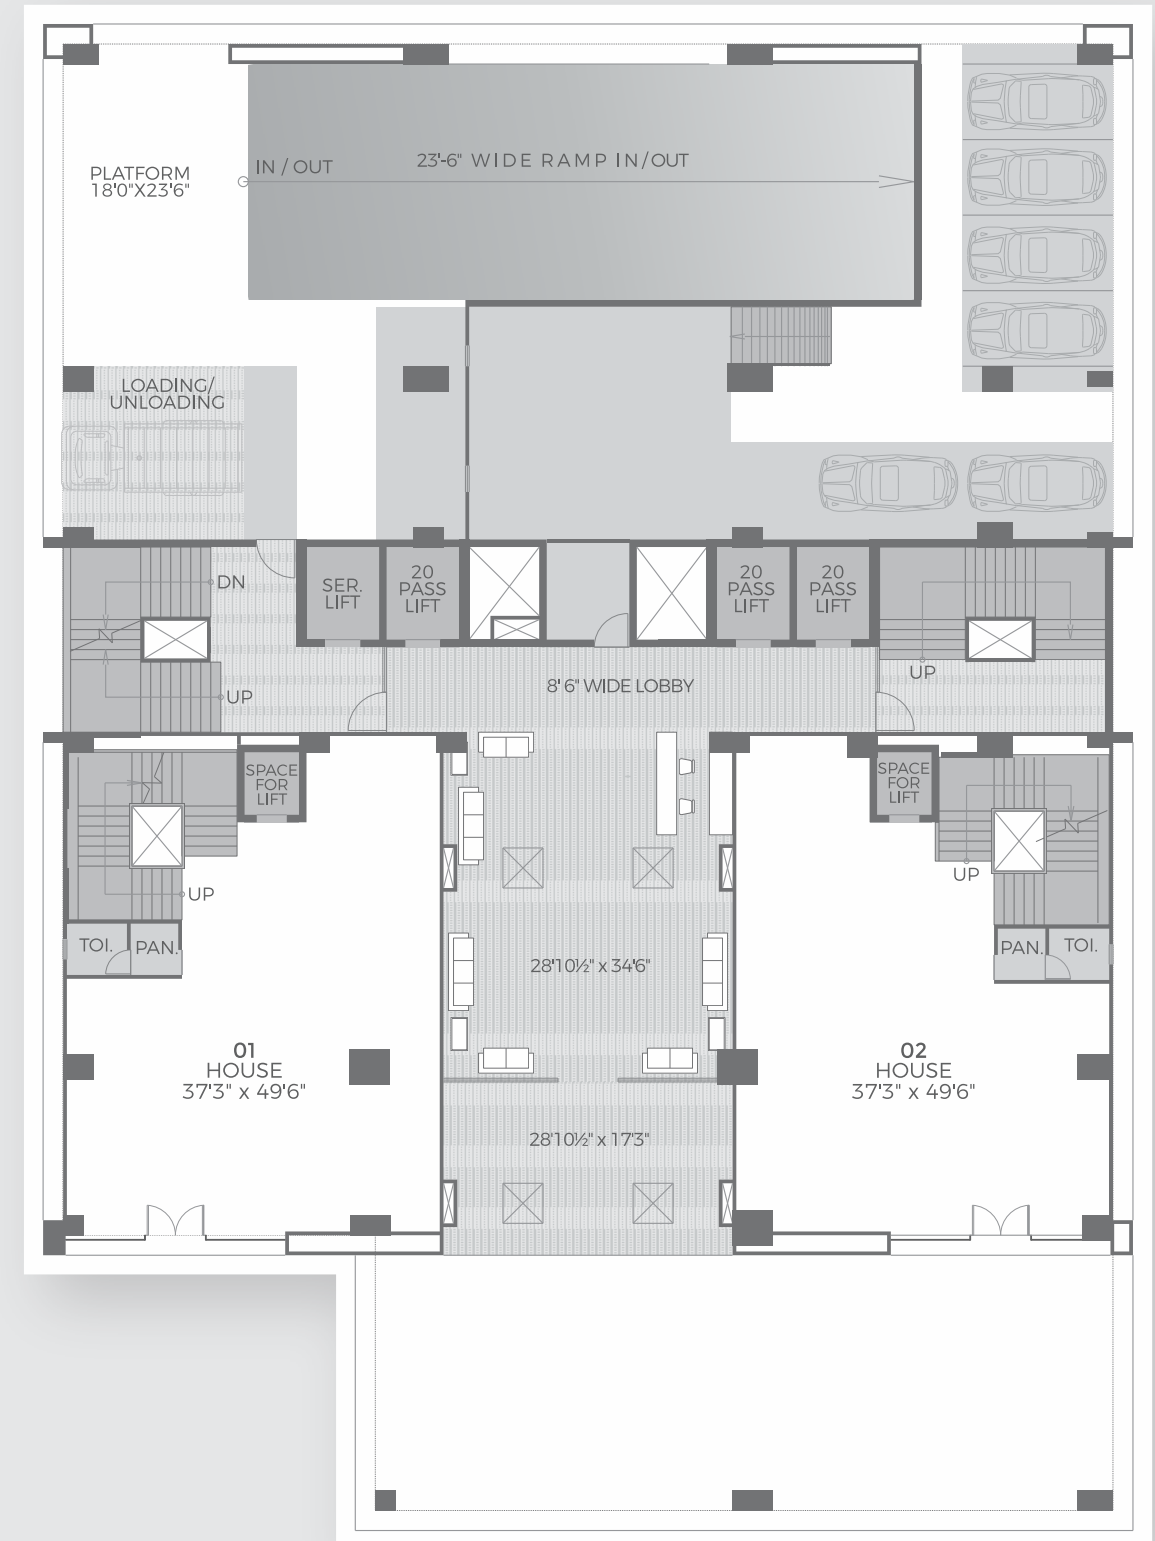 PLATFORM
18'0"X23'6"
IN / OUT
23'-6" WIDE RAMP IN/OUT
LOADING/
UNLOADING
DN
SER.
LIFT
20
PASS
LIFT
20
PASS
LIFT
20
PASS
LIFT
UP
8' 6" WIDE LOBBY
UP
SPACE
FOR
LIFT
SPACE
FOR
LIFT
UP
UP
TOI.
PAN.
28'10½" x 34'6"
PAN.
TOI.
01
HOUSE
37'3" x 49'6"
02
HOUSE
37'3" x 49'6"
28'10½" x 17'3"